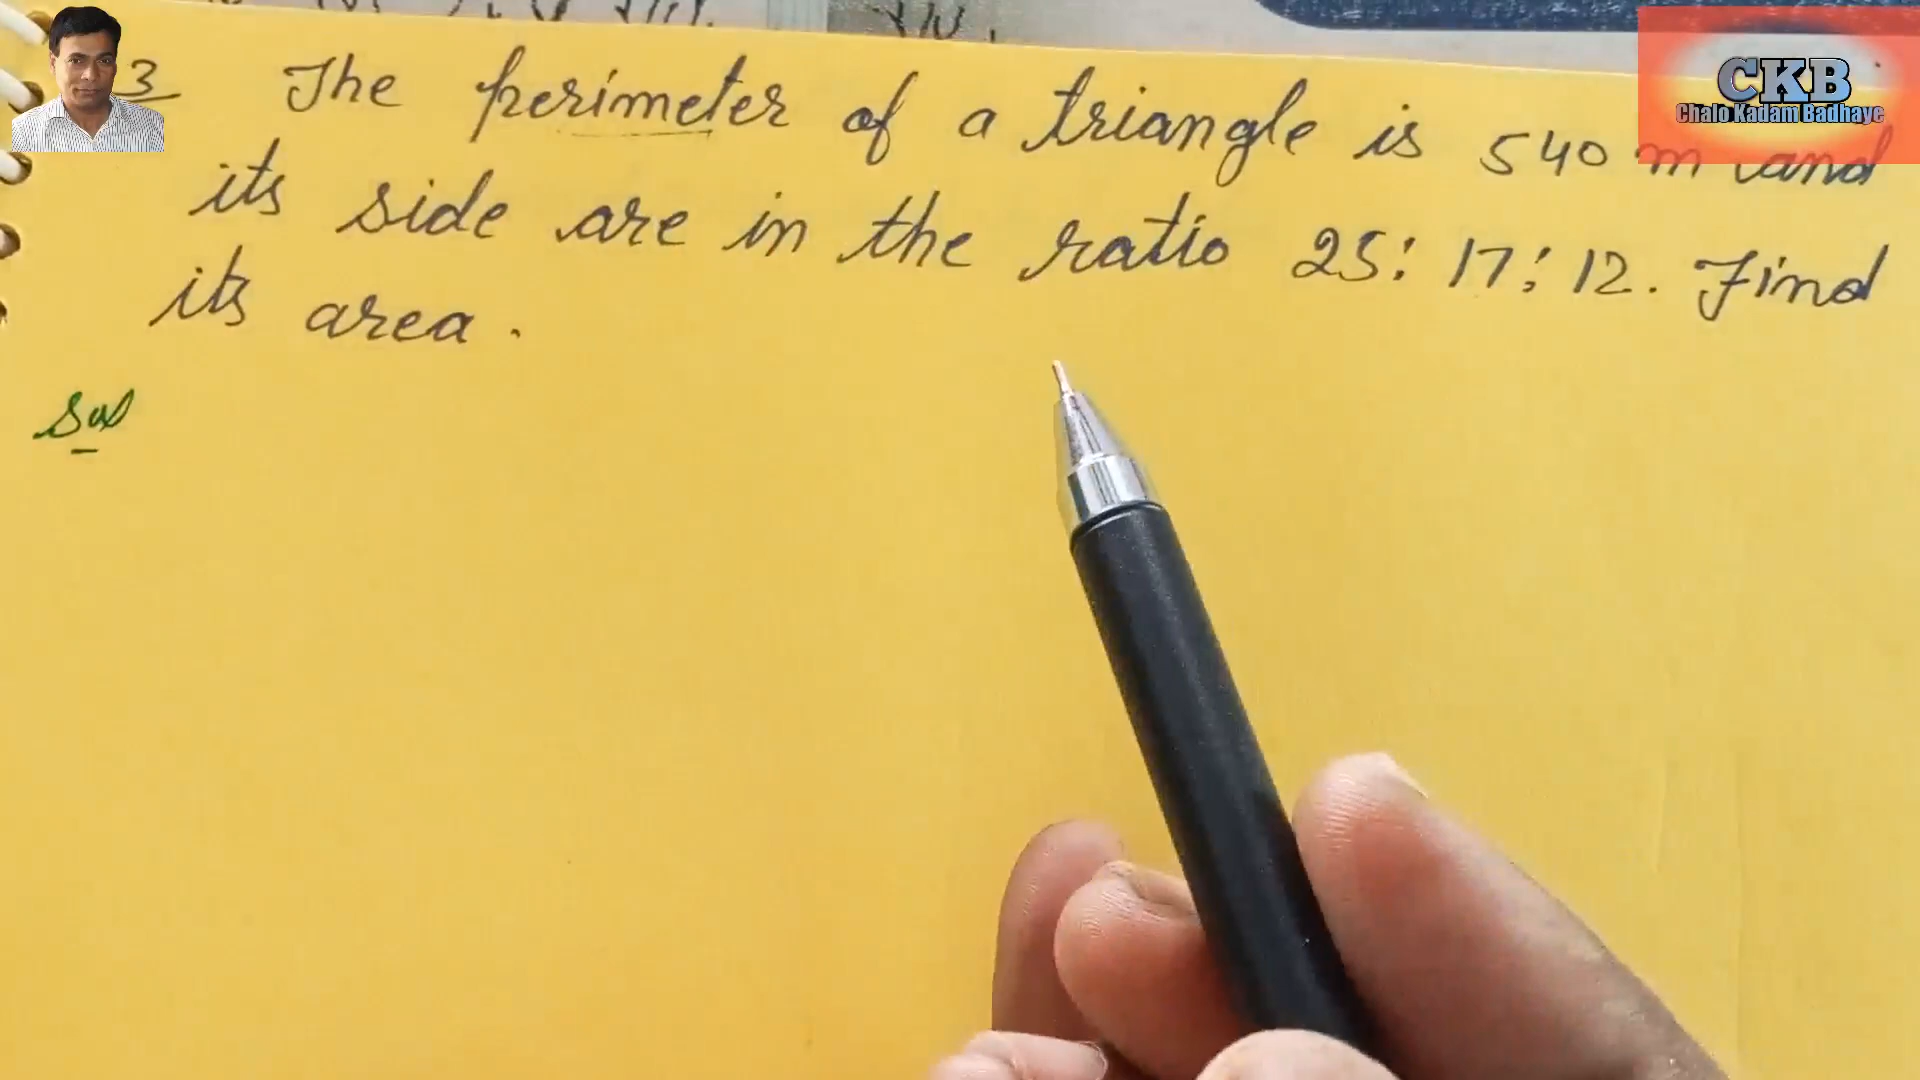 CKB
Chalo Kadam Badhaye
3 The perimeter of a triangle is 540 m and
its side are in the ratio 25: 17: 12. Find
its area.
Sol